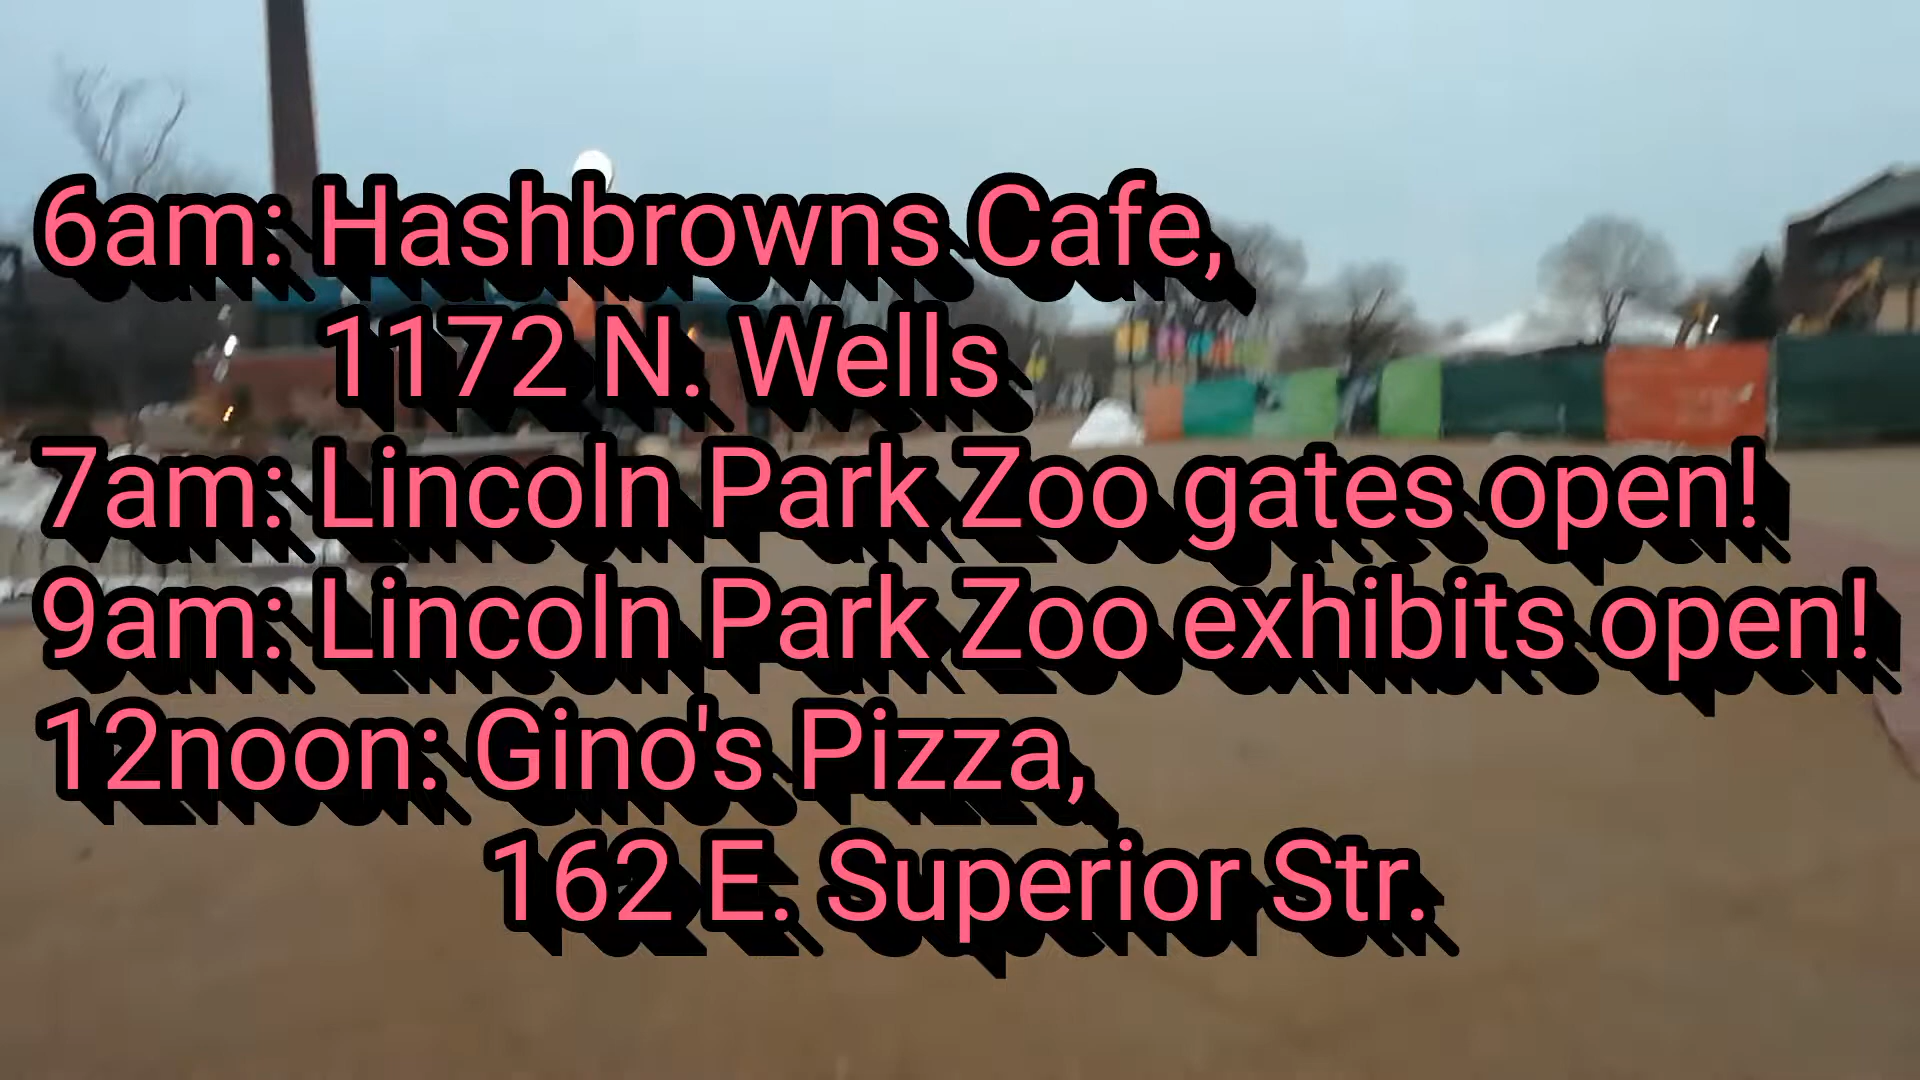 6am: Hashbrowns Cafe,
1172 N. Wells
7am: Lincoln Park Zoo gates open!
9am: Lincoln Park Zoo exhibits open!
12noon: Gino's Pizza,
162 E. Superior Str.